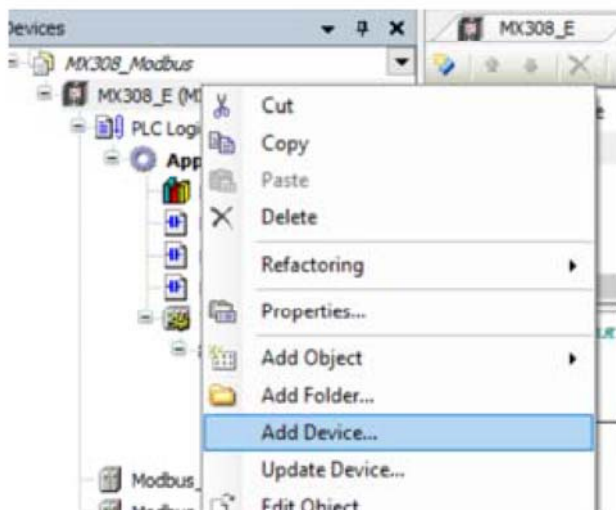 Devices
MX308_E
MX308_Modbus
MX308_E (M
PLC Logi
App
Modbus_
Cut
Copy
Paste
Delete
Refactoring
Properties...
Add Object
Add Folder...
Add Device...
Update Device...
Edit Object